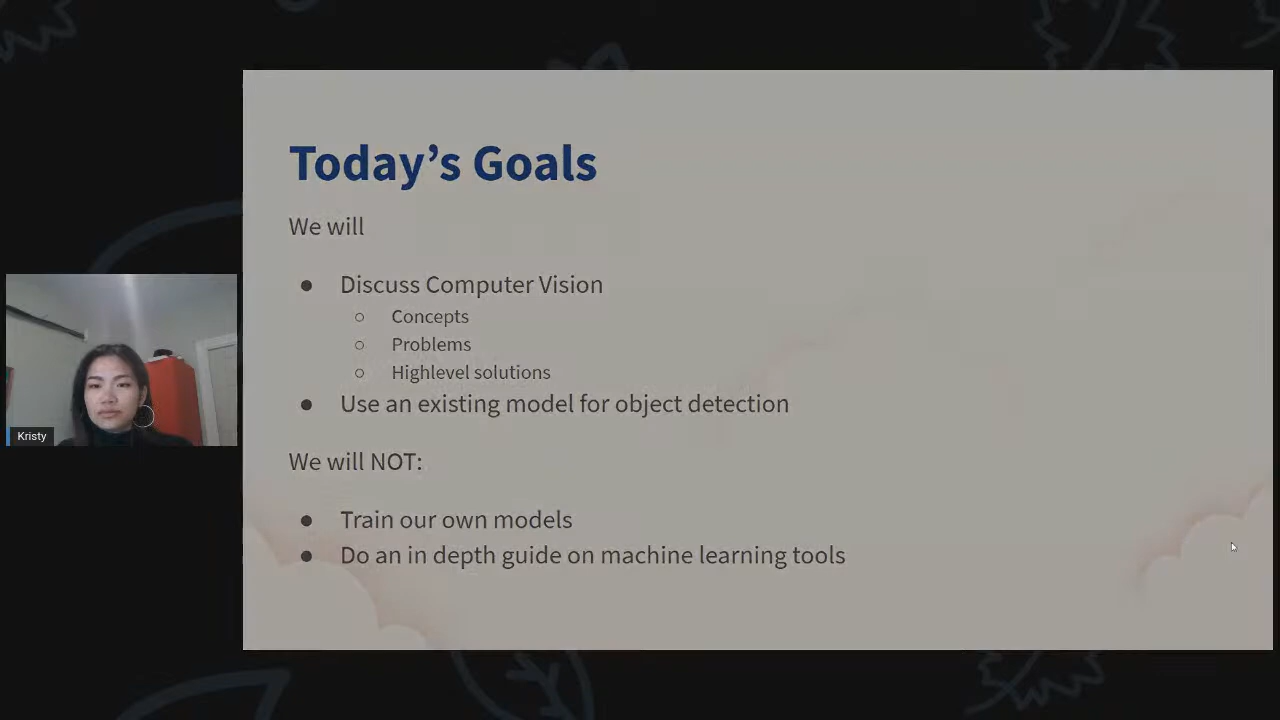 Today's Goals
We will
● Discuss Computer Vision
○ Concepts
○ Problems
○ Highlevel solutions
● Use an existing model for object detection
We will NOT:
● Train our own models
● Do an in depth guide on machine learning tools
Kristy